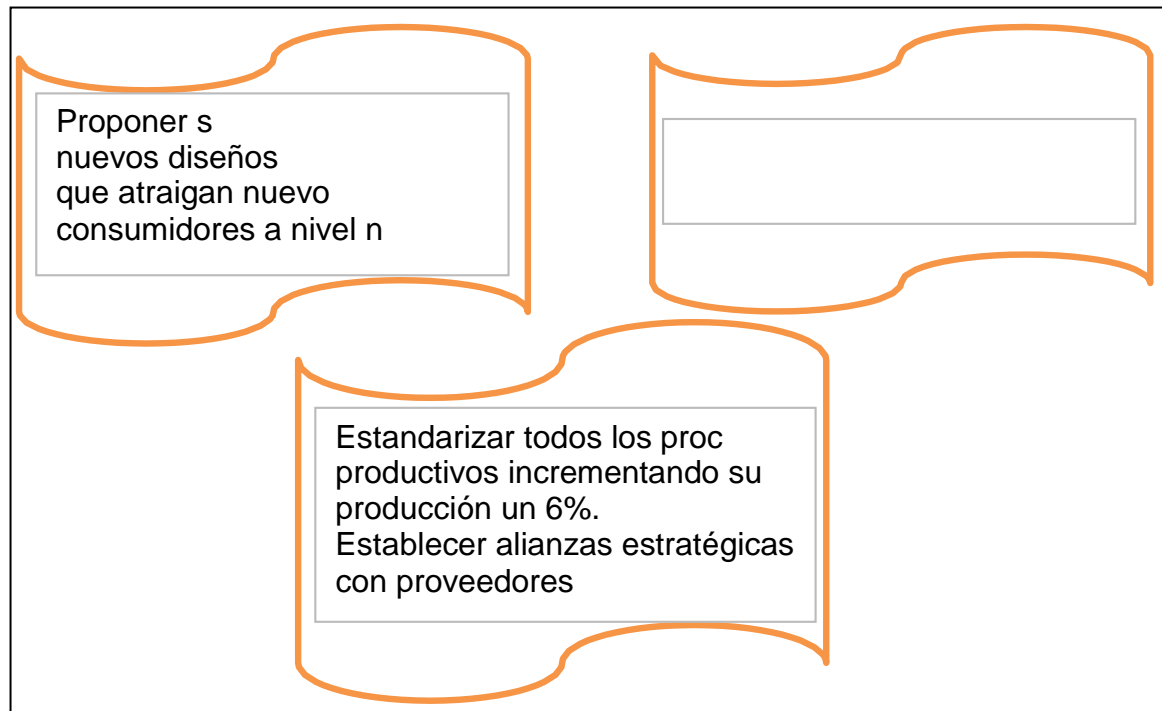 Proponer s
nuevos diseños
que atraigan nuevo
consumidores a nivel n
Estandarizar todos los proc
productivos incrementando su
producción un 6%.
Establecer alianzas estratégicas
con proveedores